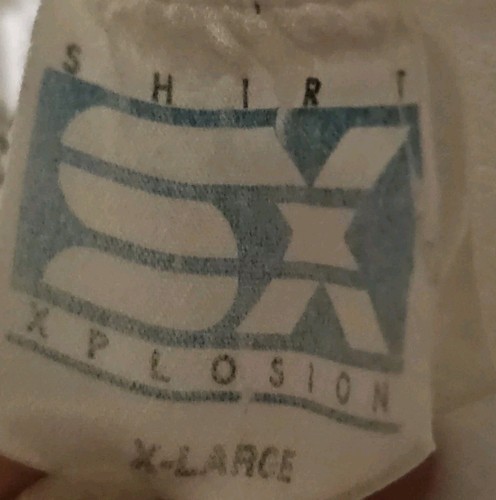 SHIRT
SX
XPLOSION
X-LARGE